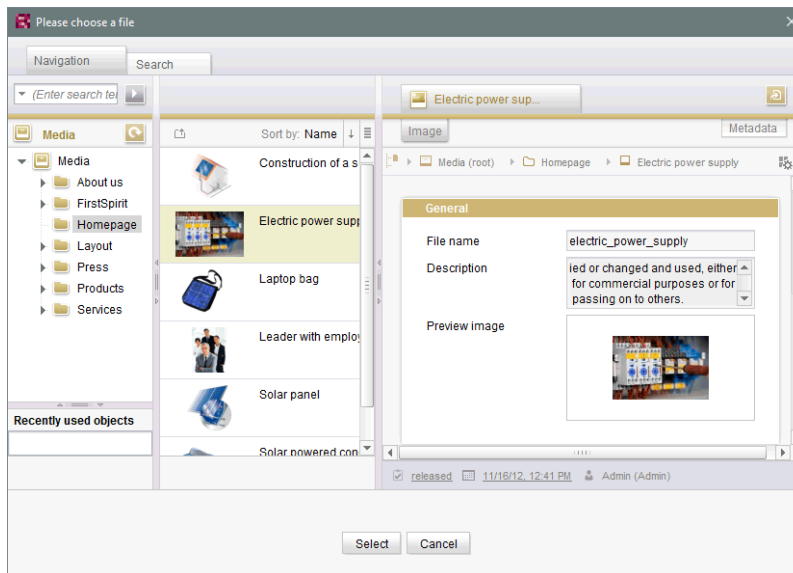 Please choose a file
Navigation
Search
(Enter search te
Media
Media
About us
FirstSpirit
Homepage
Layout
Press
Products
Services
Recently used objects
Sort by: Name
Construction of a s
Electric power supp
Laptop bag
Leader with employ
Solar panel
Solar powered con
Electric power sup...
Image
Metadata
Media (root) Homepage Electric power supply
General
File name electric_power_supply
Description ied or changed and used, either
for commercial purposes or for
passing on to others.
Preview image
released 11/16/12, 12:41 PM Admin (Admin)
Select Cancel